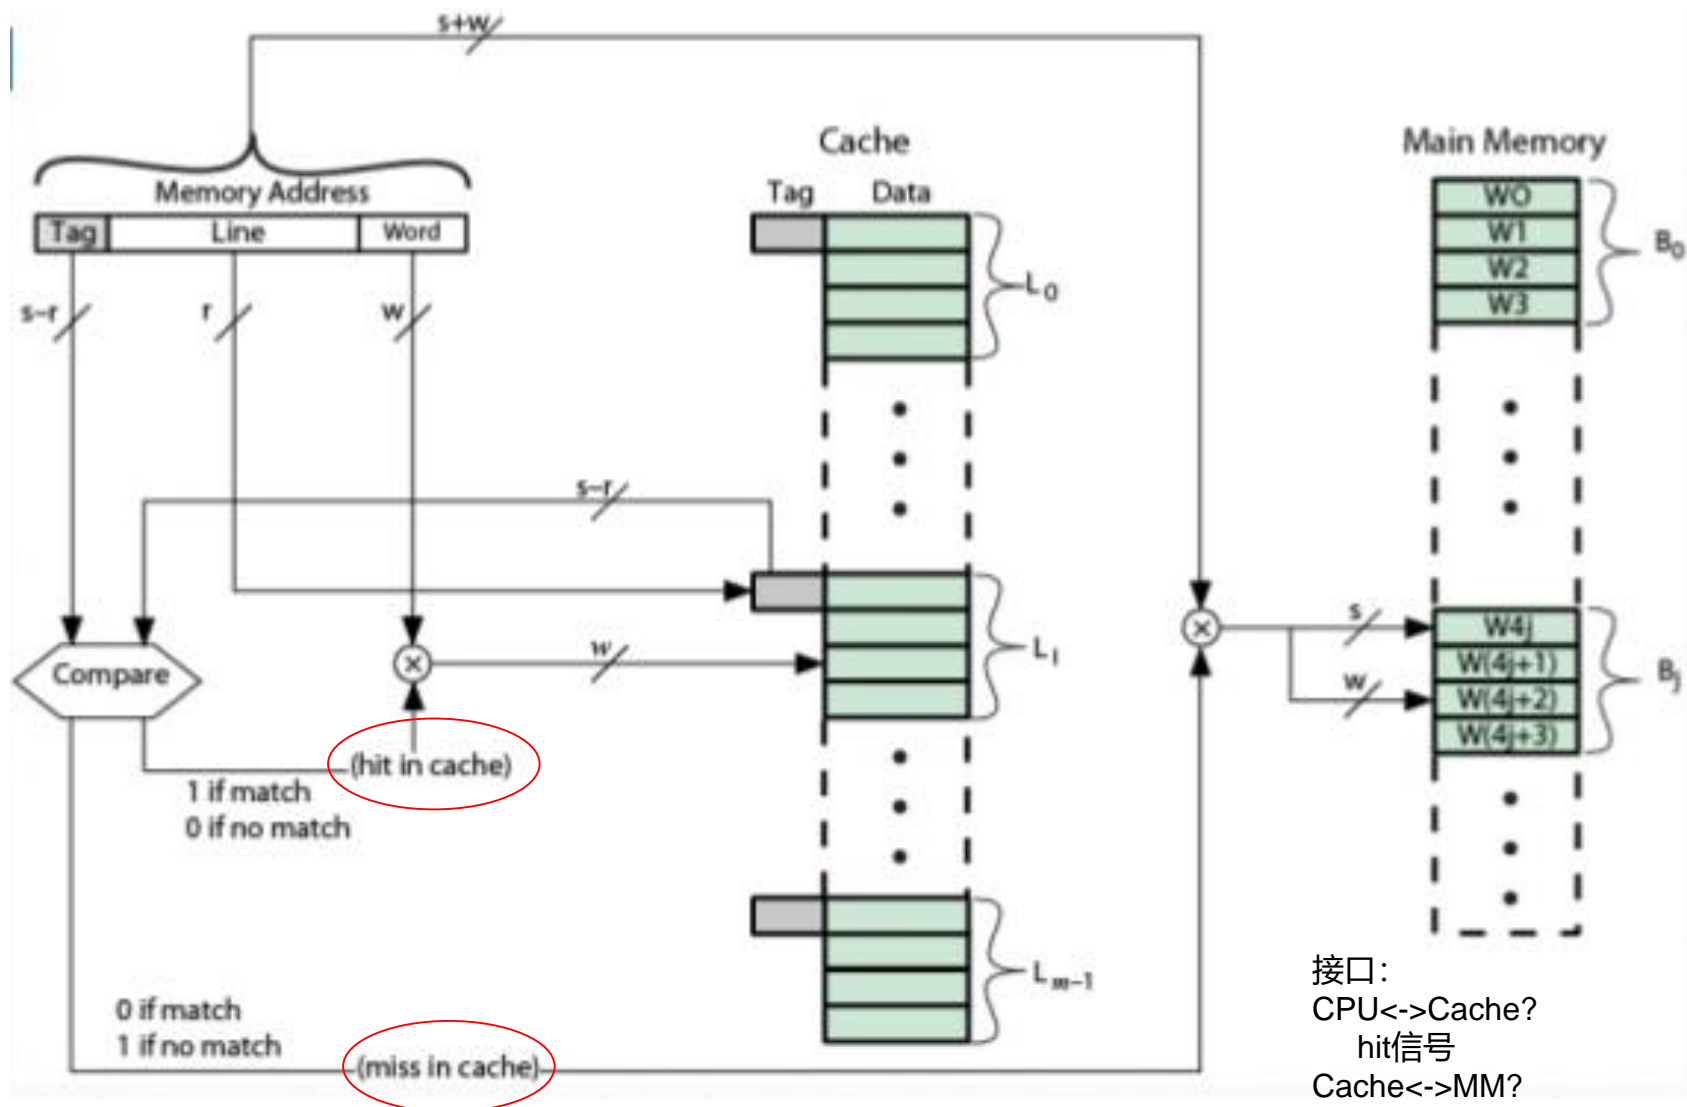 s+w
Cache
Main Memory
Memory Address
Tag Data
Tag Line Word
W0
W1
W2
W3
B0
L0
s-r
r
w
s-r
s
W4j
W(4j+1)
W(4j+2)
W(4j+3)
Bj
w
w
Li
Compare
(hit in cache)
1 if match
0 if no match
Lm-1
0 if match
1 if no match
(miss in cache)
接口：
CPU<->Cache?
hit信号
Cache<->MM?